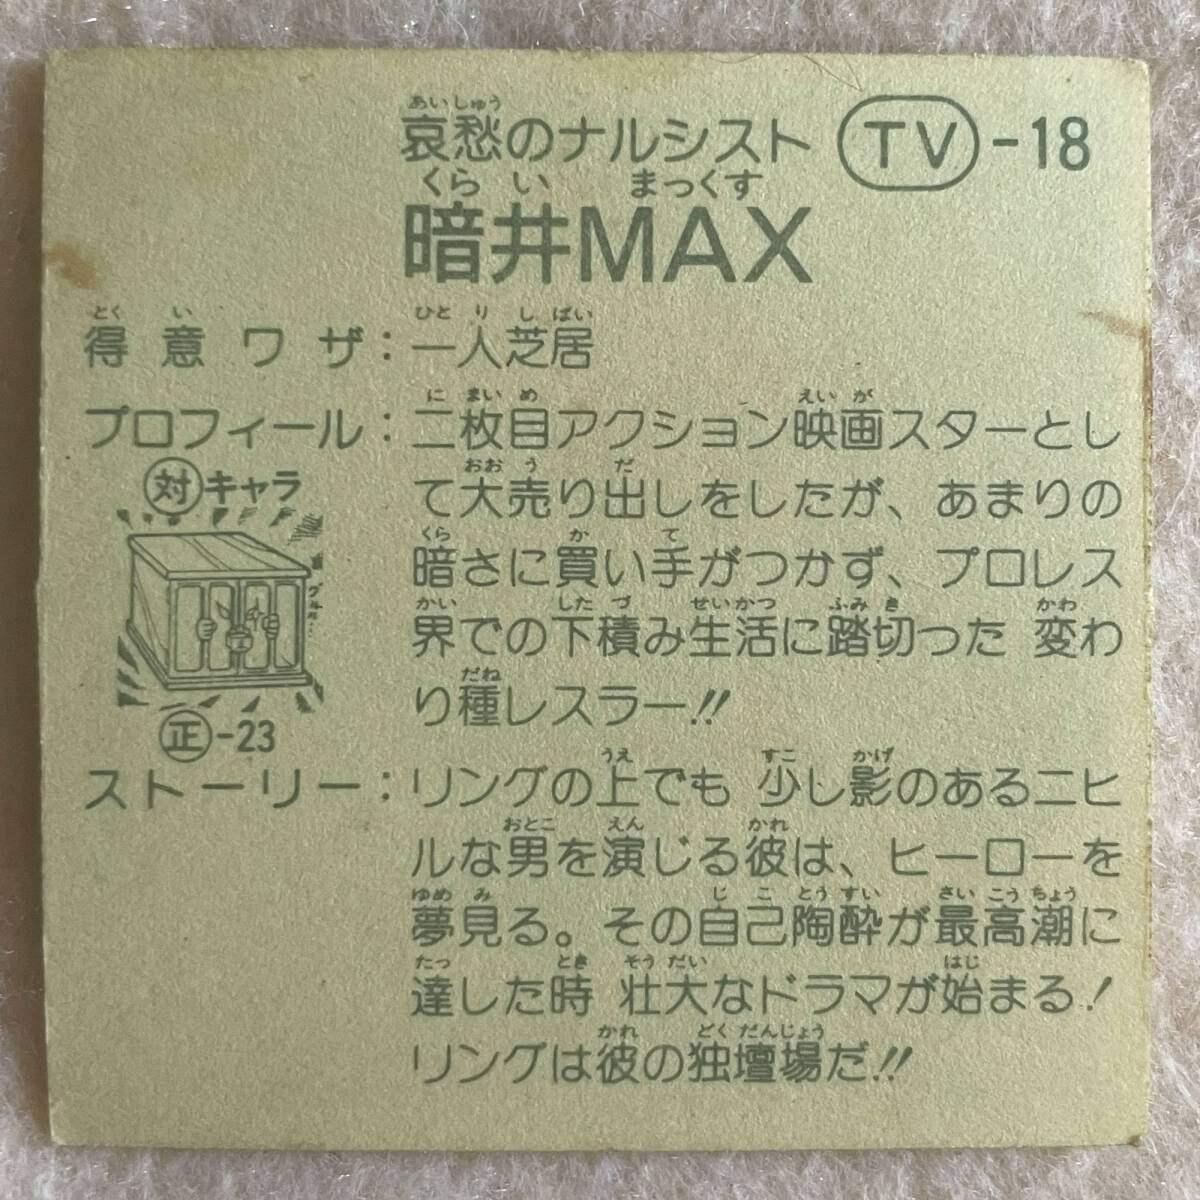 あいしゅう
哀愁のナルシスト TV-18
くらい まっくす
暗井MAX
とく い ひと り し ばい
得意ワザ：一人芝居
に まい め えい が
プロフィール：二枚目アクション映画スターとし
対キャラ
おお う だ
て大売り出しをしたが、あまりの
くら か て
暗さに買い手がつかず、プロレス
かい した づ せいかつ ふみ き かわ
界での下積み生活に踏切った 変わ
だね
り種レスラー!!
正-23
うえ すこ かげ
ストーリー：リングの上でも 少し影のあるニヒ
おとこ えん かれ
ルな男を演じる彼は、ヒーローを
ゆめ み じ こ とう すい さい こう ちょう
夢見る。その自己陶酔が最高潮に
たっ とき そう だい はじ
達した時 壮大なドラマが始まる!
かれ どく だんじょう
リングは彼の独壇場だ!!